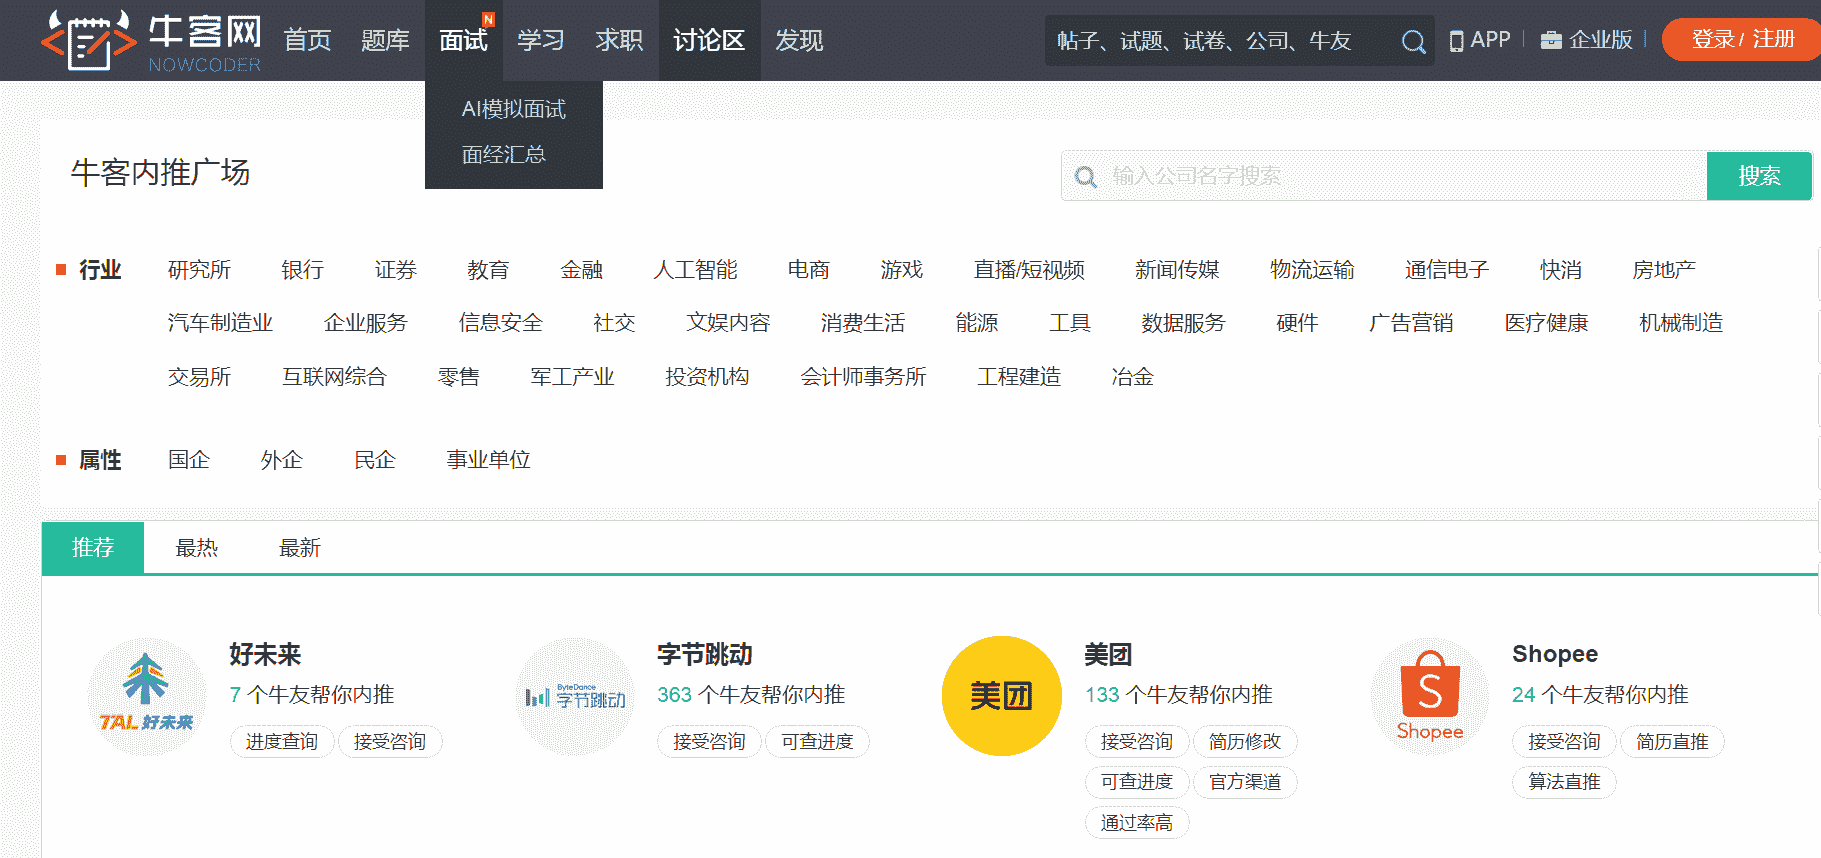 牛客网 NOWCODER 首页 题库 面试 N 学习 求职 讨论区 发现 帖子、试题、试卷、公司、牛友 APP 企业版 登录/ 注册
AI模拟面试
面经汇总
牛客内推广场 输入公司名字搜索 搜索
行业 研究所 银行 证券 教育 金融 人工智能 电商 游戏 直播/短视频 新闻传媒 物流运输 通信电子 快消 房地产
汽车制造业 企业服务 信息安全 社交 文娱内容 消费生活 能源 工具 数据服务 硬件 广告营销 医疗健康 机械制造
交易所 互联网综合 零售 军工产业 投资机构 会计师事务所 工程建造 冶金
属性 国企 外企 民企 事业单位
推荐 最热 最新
TAL 好未来
好未来
7 个牛友帮你内推
进度查询 接受咨询
ByteDance
字节跳动
字节跳动
363 个牛友帮你内推
接受咨询 可查进度
美团
美团
133 个牛友帮你内推
接受咨询 简历修改
可查进度 官方渠道
通过率高
S
Shopee
Shopee
24 个牛友帮你内推
接受咨询 简历直推
算法直推